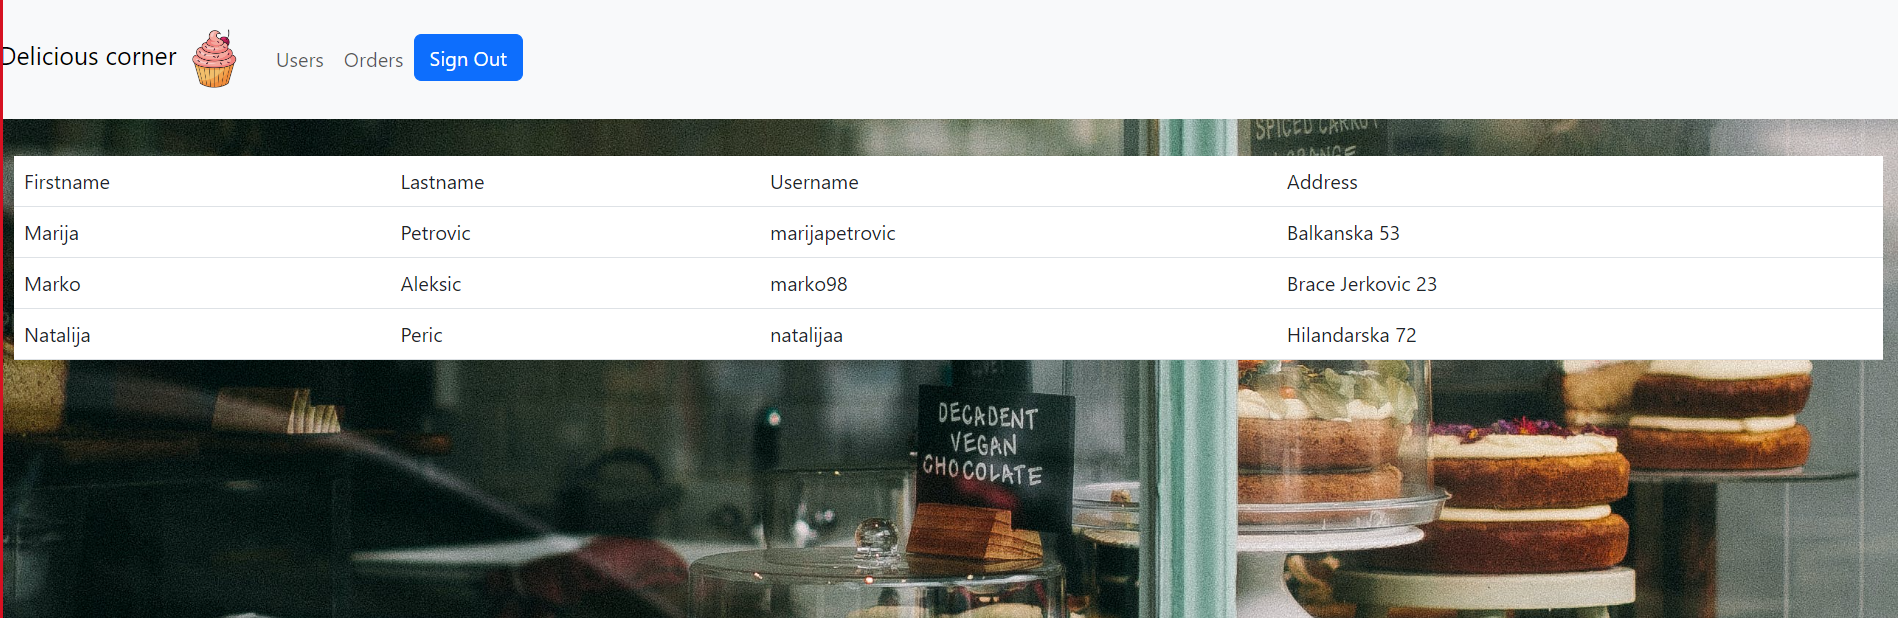 Delicious corner Users Orders Sign Out
SPICED CARROT
ORANGE
Firstname Lastname Username Address
Marija Petrovic marijapetrovic Balkanska 53
Marko Aleksic marko98 Brace Jerkovic 23
Natalija Peric natalijaa Hilandarska 72
DECADENT
VEGAN
CHOCOLATE